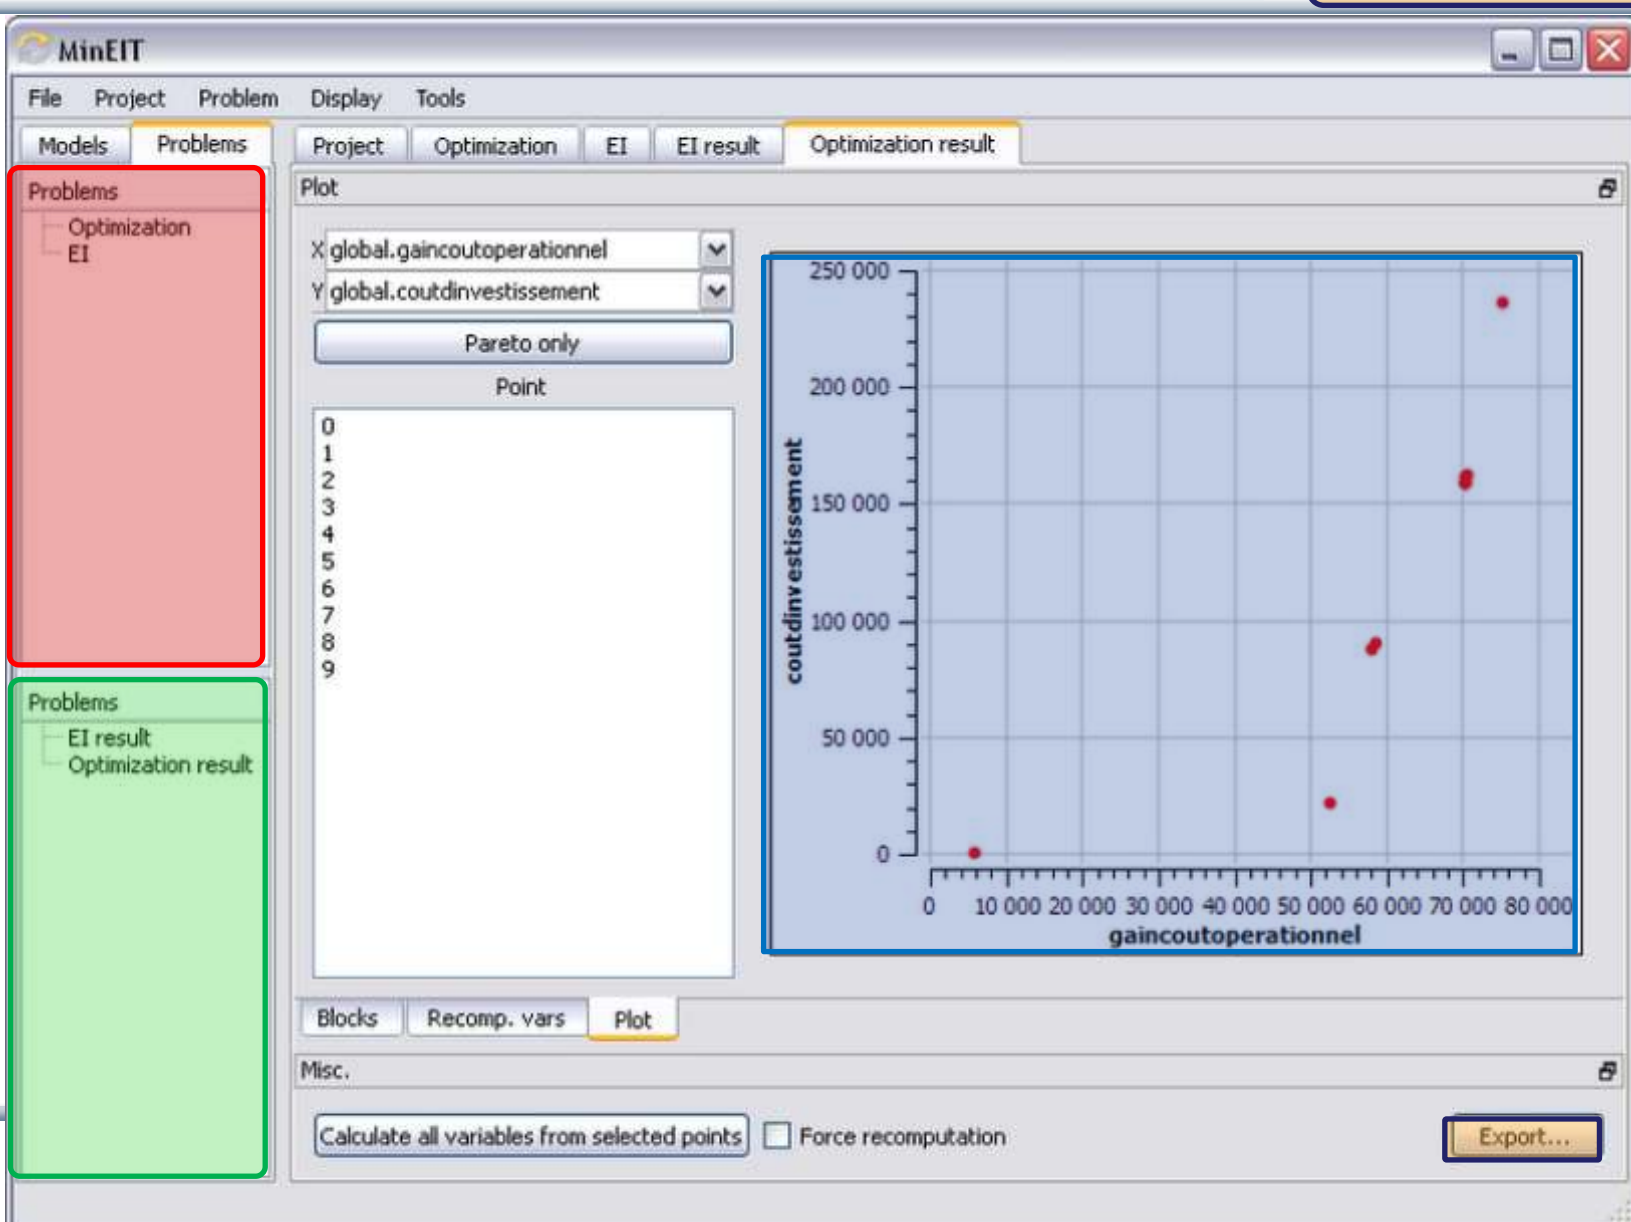 MinEIT
File Project Problem Display Tools
Models Problems
Project Optimization EI EI result Optimization result
Problems
Optimization
EI
Problems
EI result
Optimization result
Plot
X global.gaincoutoperationnel
Y global.coutdinvestissement
Pareto only
Point
0
1
2
3
4
5
6
7
8
9
250 000
200 000
150 000
100 000
50 000
0
coutdinvestissement
0 10 000 20 000 30 000 40 000 50 000 60 000 70 000 80 000
gaincoutoperationnel
Blocks Recomp. vars Plot
Misc.
Calculate all variables from selected points Force recomputation Export...